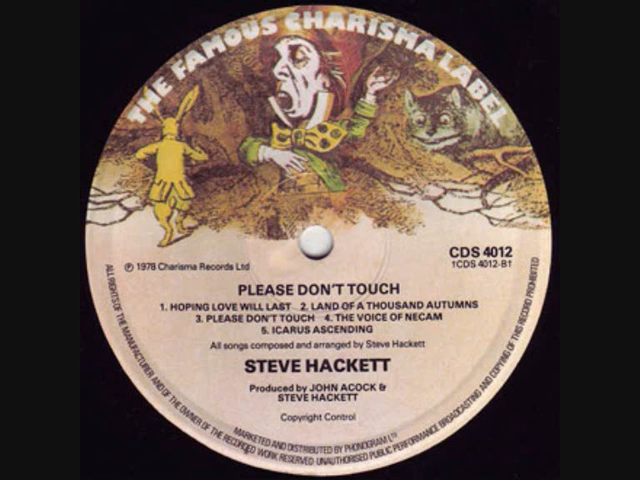 THE FAMOUS CHARISMA LABEL
CDS 4012
1CDS 4012-B1
℗ 1978 Charisma Records Ltd
PLEASE DON'T TOUCH
1. HOPING LOVE WILL LAST 2. LAND OF A THOUSAND AUTUMNS
3. PLEASE DON'T TOUCH 4. THE VOICE OF NECAM
5. ICARUS ASCENDING
All songs composed and arranged by Steve Hackett
STEVE HACKETT
Produced by JOHN ACOCK &
STEVE HACKETT
Copyright Control
MARKETED AND DISTRIBUTED BY PHONOGRAM LTD
ALL RIGHTS OF THE MANUFACTURER AND OF THE OWNER OF THE RECORDED WORK RESERVED · UNAUTHORISED PUBLIC PERFORMANCE BROADCASTING AND COPYING OF THIS RECORD PROHIBITED